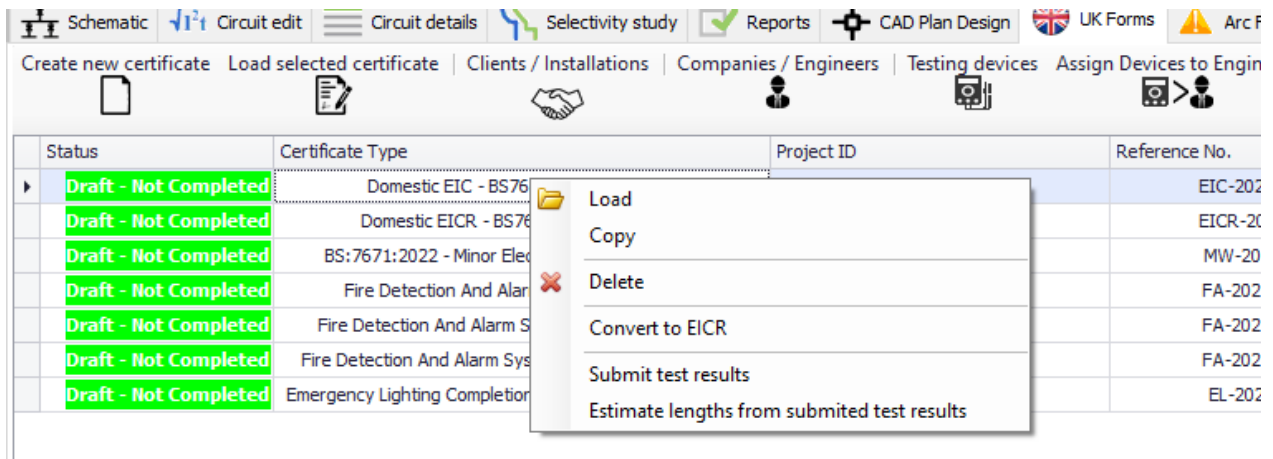 Schematic √I²t Circuit edit Circuit details Selectivity study Reports CAD Plan Design UK Forms Arc
Create new certificate Load selected certificate | Clients / Installations | Companies / Engineers | Testing devices Assign Devices to
Status Certificate Type Project ID Reference No.
Draft - Not Completed Domestic EIC - BS76 EIC-202
Draft - Not Completed Domestic EICR - BS76 EICR-20
Draft - Not Completed BS:7671:2022 - Minor Elec MW-20
Draft - Not Completed Fire Detection And Alar FA-202
Draft - Not Completed Fire Detection And Alarm S FA-202
Draft - Not Completed Fire Detection And Alarm Sys FA-202
Draft - Not Completed Emergency Lighting Completion EL-202
Load
Copy
Delete
Convert to EICR
Submit test results
Estimate lengths from submited test results